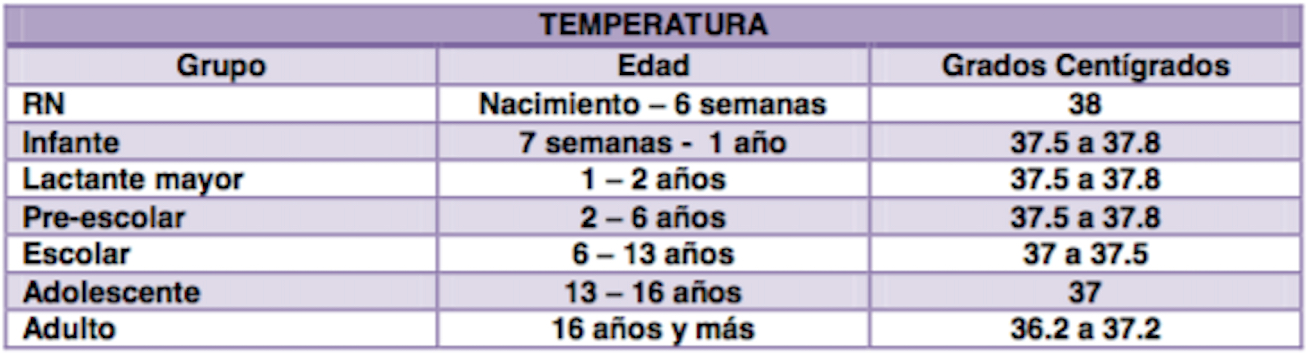 TEMPERATURA
Grupo Edad Grados Centígrados
RN Nacimiento – 6 semanas 38
Infante 7 semanas - 1 año 37.5 a 37.8
Lactante mayor 1 – 2 años 37.5 a 37.8
Pre-escolar 2 – 6 años 37.5 a 37.8
Escolar 6 – 13 años 37 a 37.5
Adolescente 13 – 16 años 37
Adulto 16 años y más 36.2 a 37.2